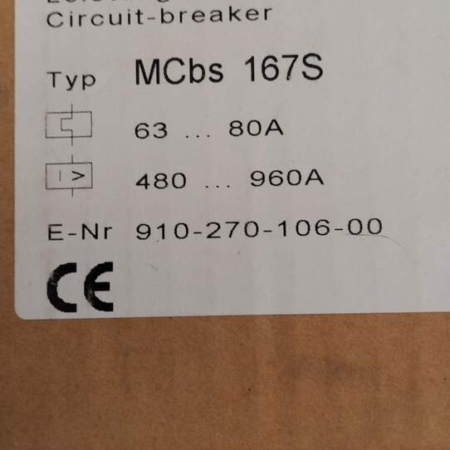 Circuit-breaker
Typ MCbs 167S
63 ... 80A
I > 480 ... 960A
E-Nr 910-270-106-00
CE